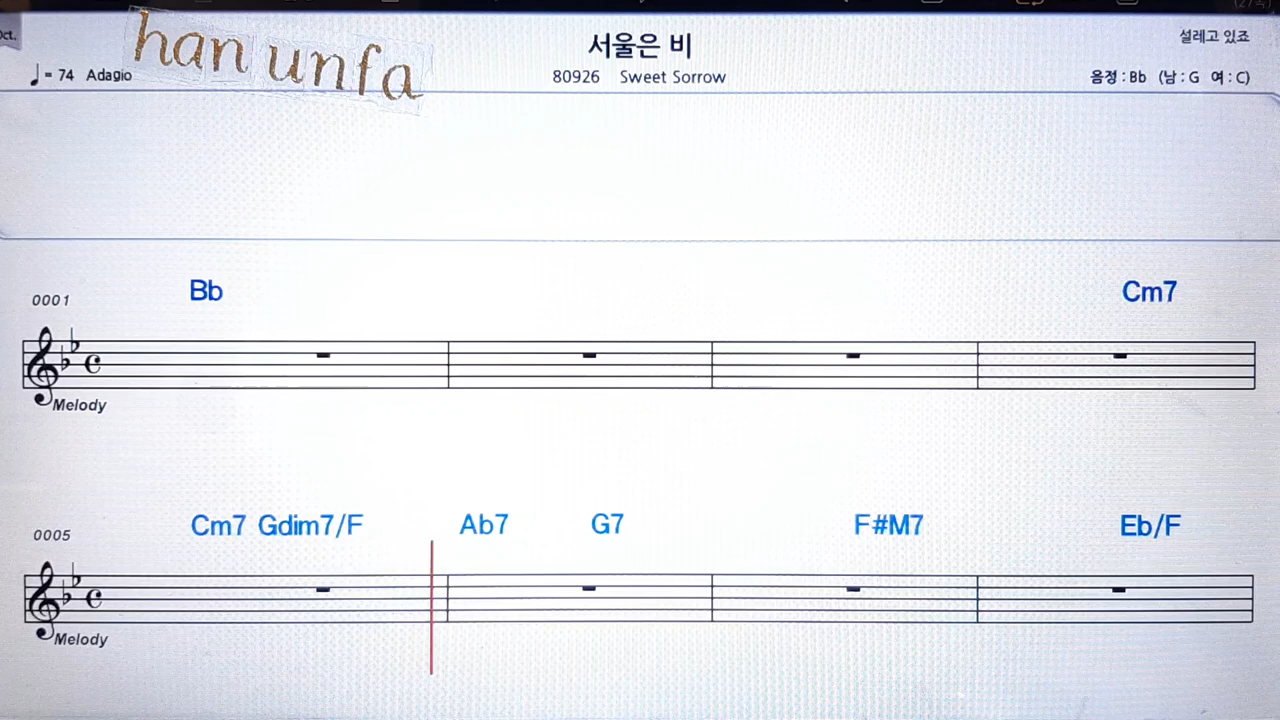 han unfa
서울은 비
설레고 있죠
♩= 74 Adagio
80926 Sweet Sorrow
음정 : Bb (남 : G 여 : C)
0001
Bb Cm7
Melody
0005
Cm7 Gdim7/F Ab7 G7 F#M7 Eb/F
Melody